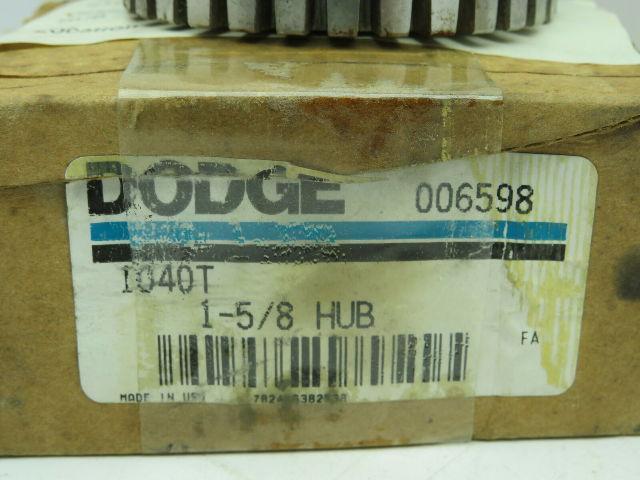 DODGE 006598
1040T
1-5/8 HUB
FA
MADE IN USA